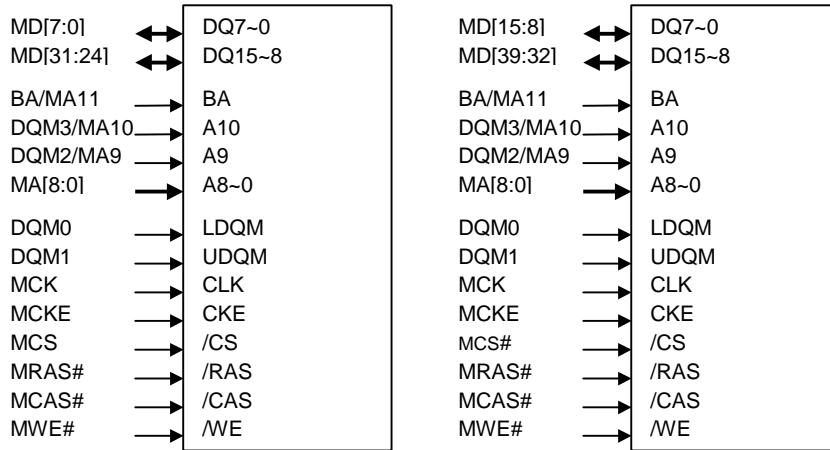 MD[7:0] DQ7~0
MD[31:24] DQ15~8
BA/MA11 BA
DQM3/MA10 A10
DQM2/MA9 A9
MA[8:0] A8~0
DQM0 LDQM
DQM1 UDQM
MCK CLK
MCKE CKE
MCS /CS
MRAS# /RAS
MCAS# /CAS
MWE# /WE
MD[15:8] DQ7~0
MD[39:32] DQ15~8
BA/MA11 BA
DQM3/MA10 A10
DQM2/MA9 A9
MA[8:0] A8~0
DQM0 LDQM
DQM1 UDQM
MCK CLK
MCKE CKE
MCS# /CS
MRAS# /RAS
MCAS# /CAS
MWE# /WE